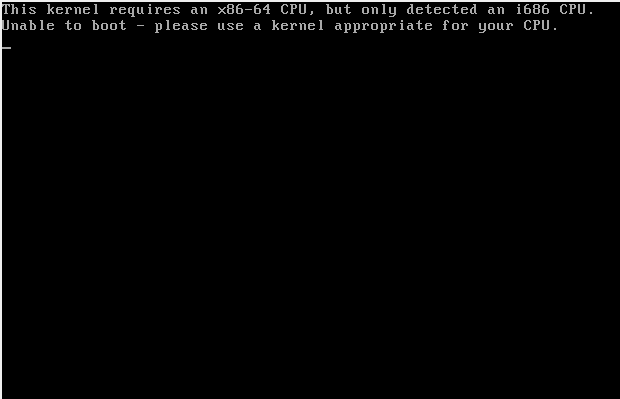 This kernel requires an x86-64 CPU, but only detected an i686 CPU.
Unable to boot - please use a kernel appropriate for your CPU.